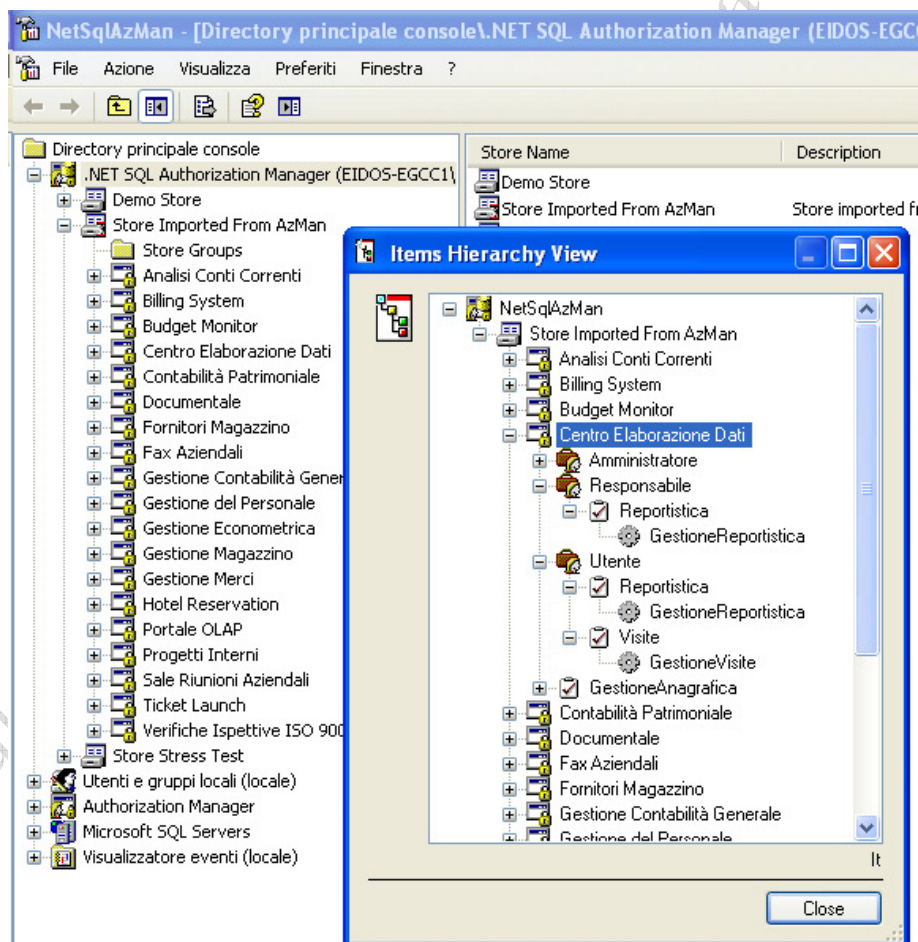 NetSqlAzMan - [Directory principale console\.NET SQL Authorization Manager (EIDOS-EGCC
File Azione Visualizza Preferiti Finestra ?
Directory principale console
.NET SQL Authorization Manager (EIDOS-EGCC1\
Demo Store
Store Imported From AzMan
Store Groups
Analisi Conti Correnti
Billing System
Budget Monitor
Centro Elaborazione Dati
Contabilità Patrimoniale
Documentale
Fornitori Magazzino
Fax Aziendali
Gestione Contabilità Gener
Gestione del Personale
Gestione Econometrica
Gestione Magazzino
Gestione Merci
Hotel Reservation
Portale OLAP
Progetti Interni
Sale Riunioni Aziendali
Ticket Launch
Verifiche Ispettive ISO 900
Store Stress Test
Utenti e gruppi locali (locale)
Authorization Manager
Microsoft SQL Servers
Visualizzatore eventi (locale)
Store Name Description
Demo Store
Store Imported From AzMan Store imported f
Items Hierarchy View
NetSqlAzMan
Store Imported From AzMan
Analisi Conti Correnti
Billing System
Budget Monitor
Centro Elaborazione Dati
Amministratore
Responsabile
Reportistica
GestioneReportistica
Utente
Reportistica
GestioneReportistica
Visite
GestioneVisite
GestioneAnagrafica
Contabilità Patrimoniale
Documentale
Fax Aziendali
Fornitori Magazzino
Gestione Contabilità Generale
Gestione del Personale
It
Close